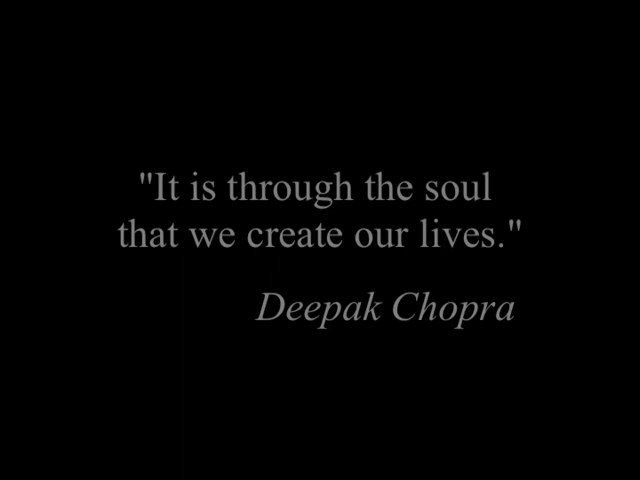 "It is through the soul
that we create our lives."
Deepak Chopra